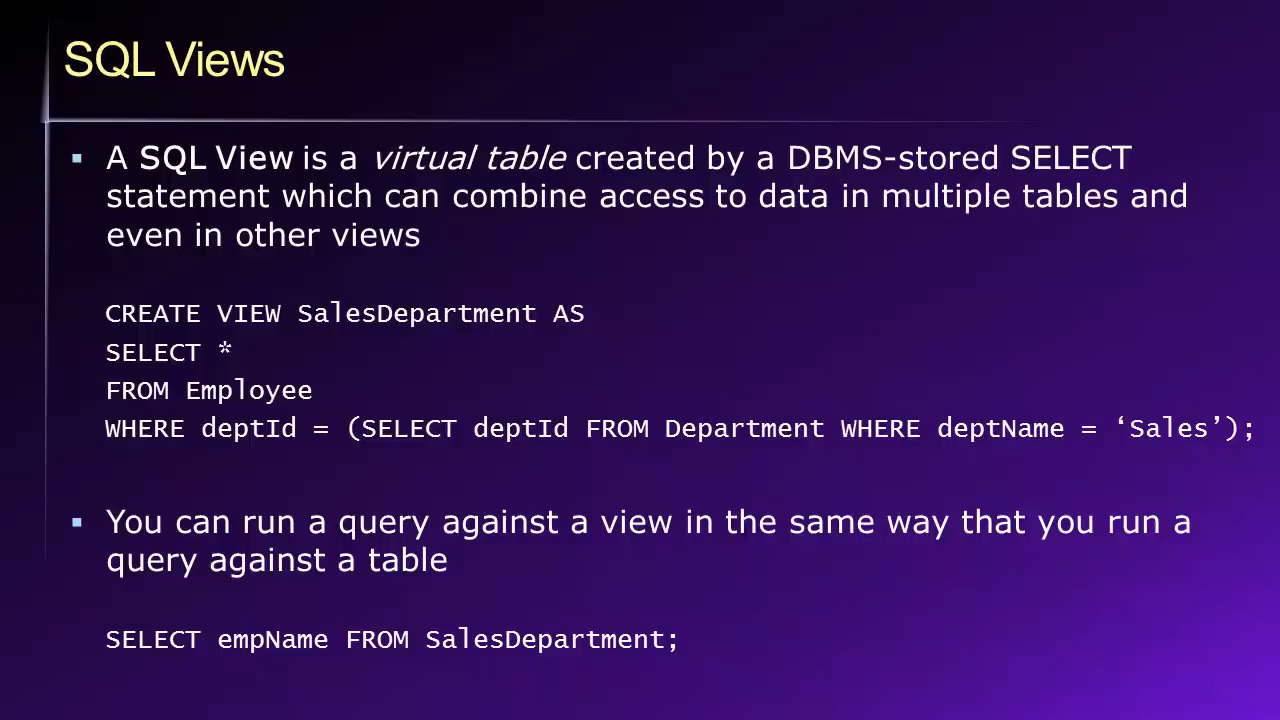 SQL Views
▪ A SQL View is a virtual table created by a DBMS-stored SELECT
statement which can combine access to data in multiple tables and
even in other views
CREATE VIEW SalesDepartment AS
SELECT *
FROM Employee
WHERE deptId = (SELECT deptId FROM Department WHERE deptName = ‘Sales’);
▪ You can run a query against a view in the same way that you run a
query against a table
SELECT empName FROM SalesDepartment;